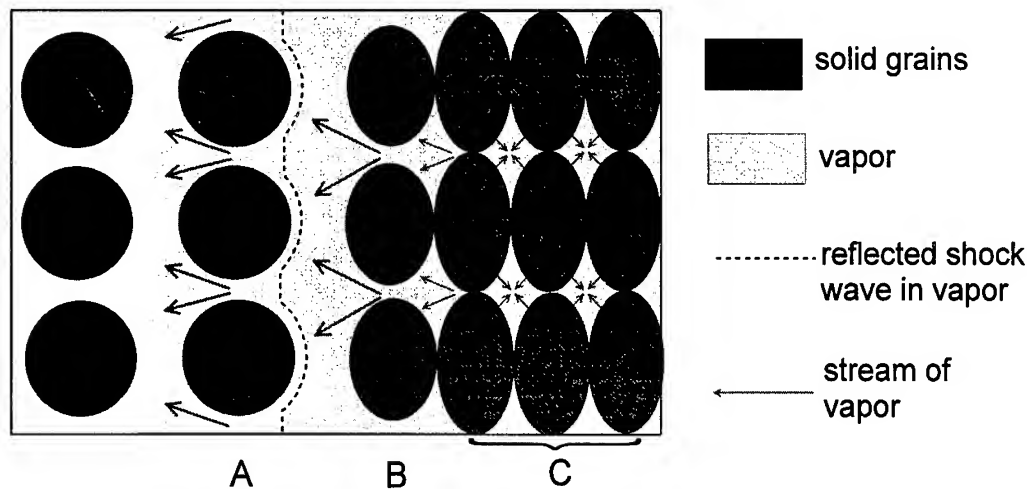 solid grains
vapor
reflected shock
wave in vapor
stream of
vapor
A B C